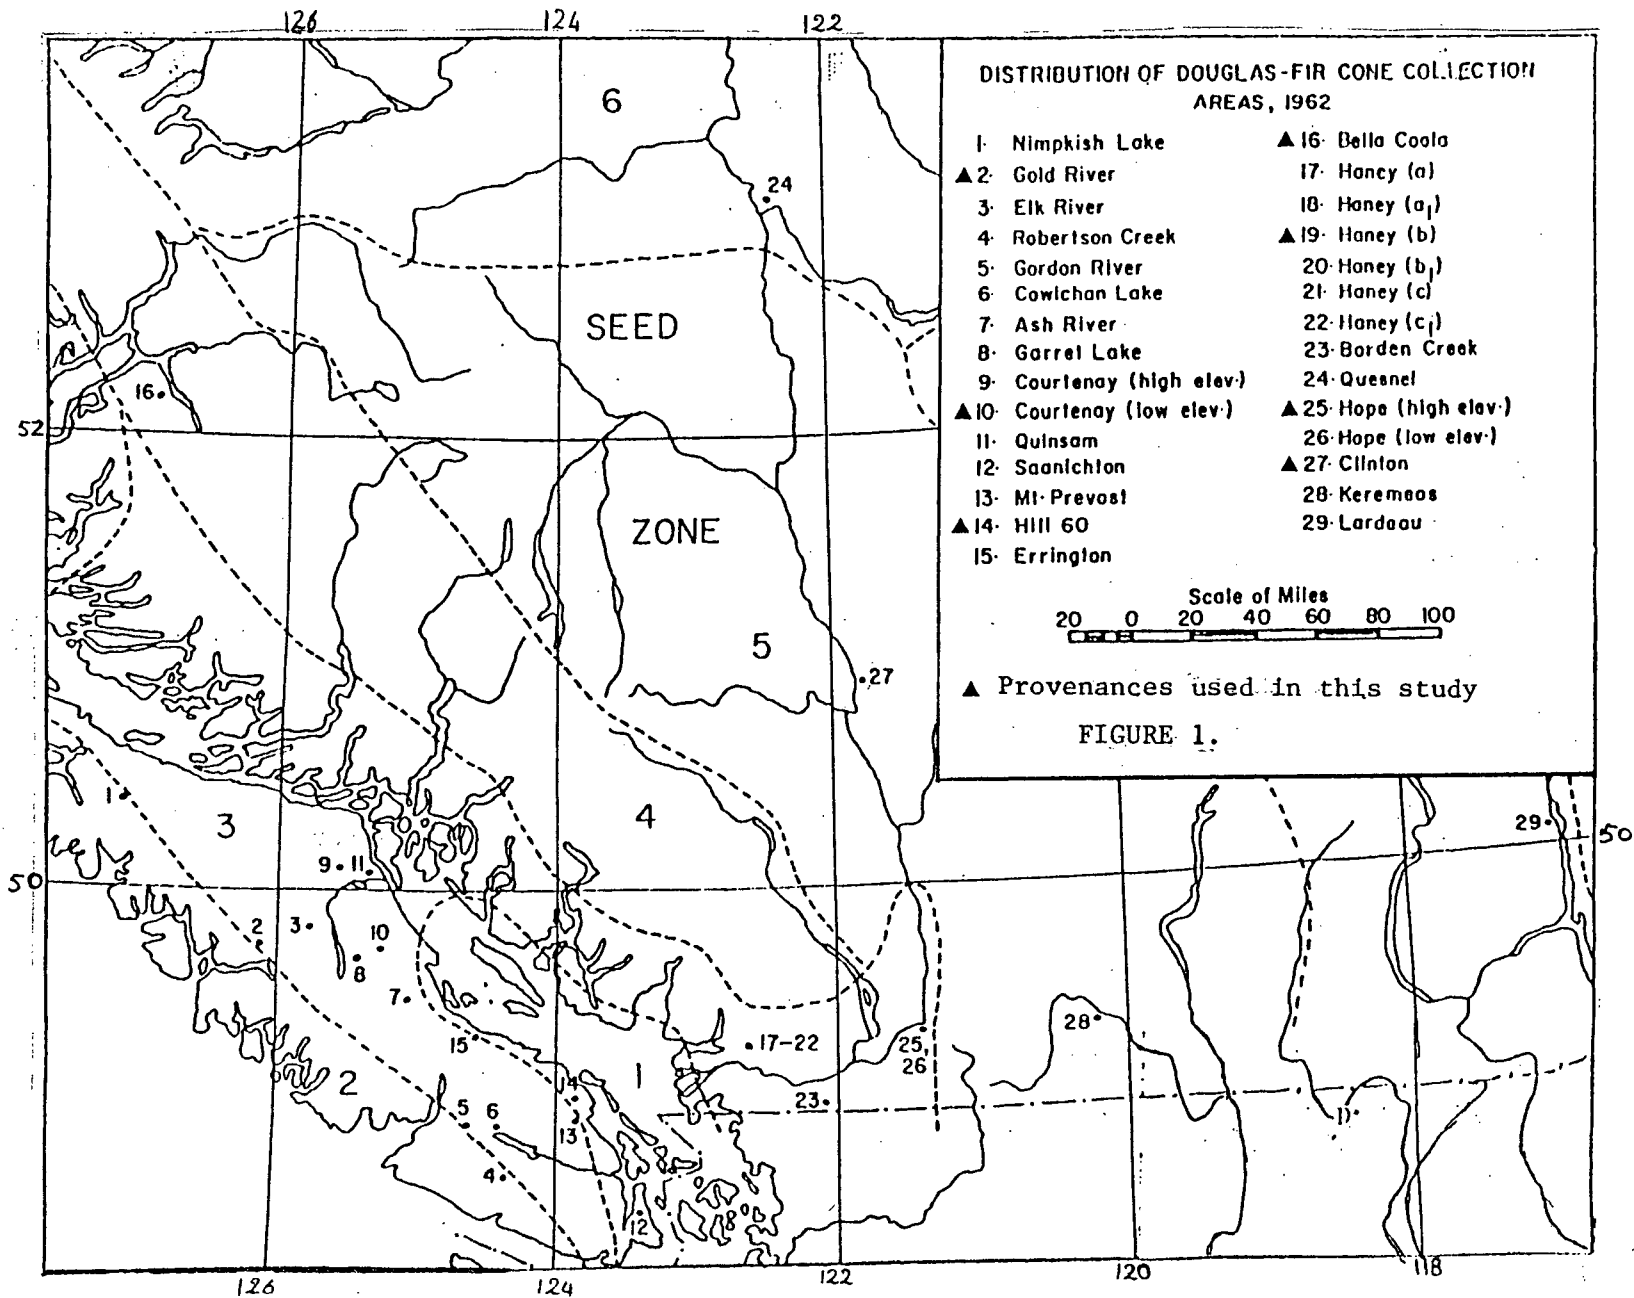 126 124 122
DISTRIBUTION OF DOUGLAS-FIR CONE COLLECTION
AREAS, 1962
1· Nimpkish Lake
▲2· Gold River
3· Elk River
4· Robertson Creek
5· Gordon River
6· Cowichan Lake
7· Ash River
8· Garrel Lake
9· Courtenay (high elev·)
▲10· Courtenay (low elev·)
11· Quinsam
12· Saanichton
13· Mt· Prevost
▲14· Hill 60
15· Errington
▲16· Bella Coola
17· Haney (a)
18· Haney (a₁)
▲19· Haney (b)
20· Haney (b₁)
21· Haney (c)
22· Haney (c₁)
23· Borden Creek
24· Quesnel
▲25· Hope (high elev·)
26· Hope (low elev·)
▲27· Clinton
28· Keremeos
29· Lardeau
Scale of Miles
20 0 20 40 60 80 100
▲ Provenances used in this study
FIGURE 1.
6
24
SEED
16
52
ZONE
5
27
1
3
4
29
50
9 11
50
2 3 10
8
7
15
17-22
25,
26
28
1
2
14
5 6
13
23
4
12
126 124 122 120 118